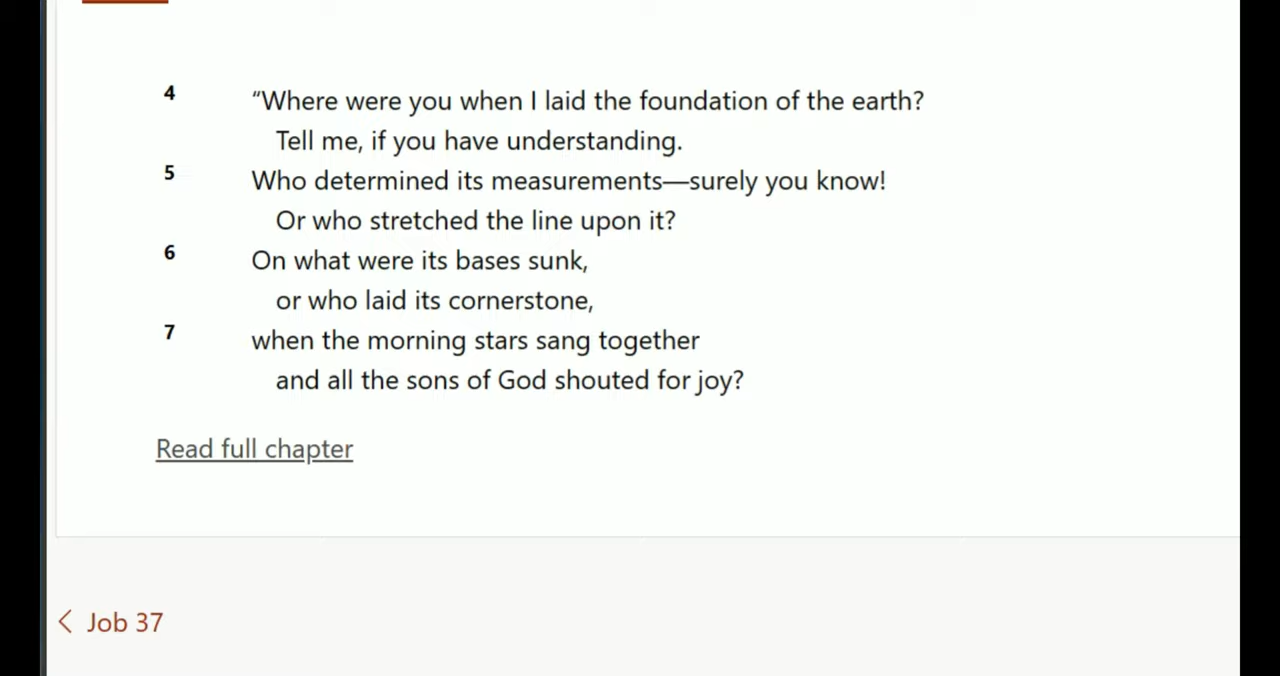 4 “Where were you when I laid the foundation of the earth?
Tell me, if you have understanding.
5 Who determined its measurements—surely you know!
Or who stretched the line upon it?
6 On what were its bases sunk,
or who laid its cornerstone,
7 when the morning stars sang together
and all the sons of God shouted for joy?
Read full chapter
Job 37